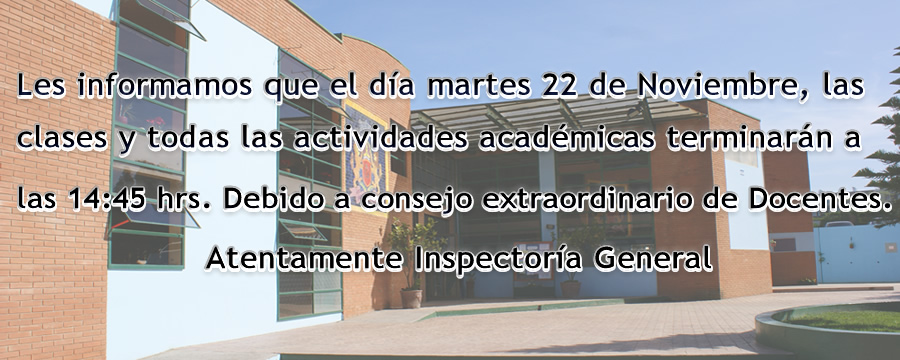 Les informamos que el día martes 22 de Noviembre, las
clases y todas las actividades académicas terminarán a
las 14:45 hrs. Debido a consejo extraordinario de Docentes.
Atentamente Inspectoría General